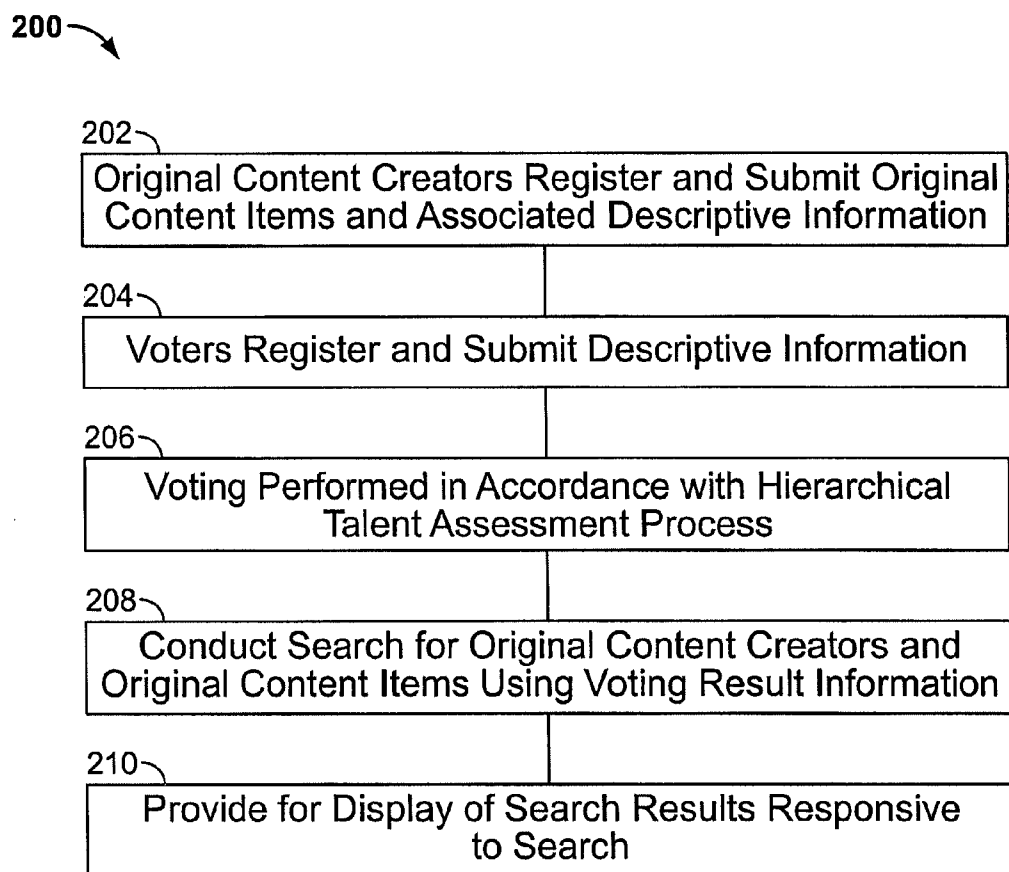 200
202
Original Content Creators Register and Submit Original
Content Items and Associated Descriptive Information
204
Voters Register and Submit Descriptive Information
206
Voting Performed in Accordance with Hierarchical
Talent Assessment Process
208
Conduct Search for Original Content Creators and
Original Content Items Using Voting Result Information
210
Provide for Display of Search Results Responsive
to Search